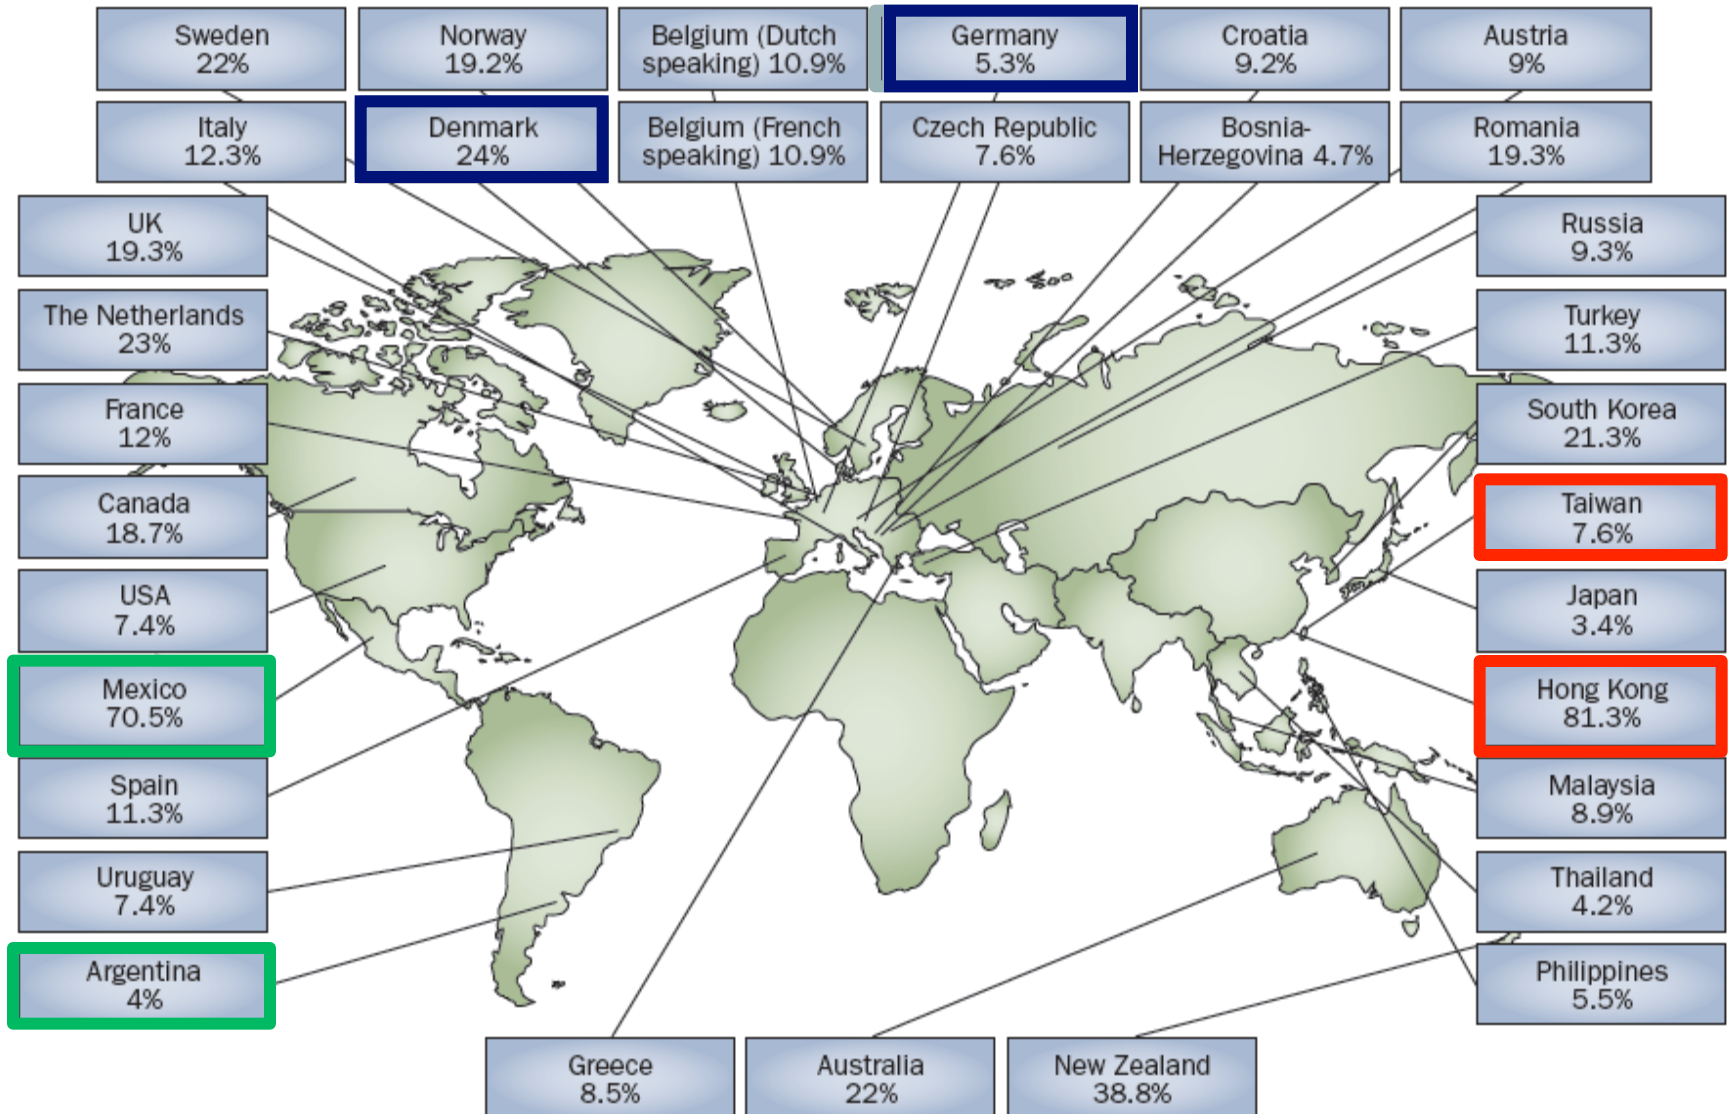 Sweden
22%
Norway
19.2%
Belgium (Dutch
speaking) 10.9%
Germany
5.3%
Croatia
9.2%
Austria
9%
Italy
12.3%
Denmark
24%
Belgium (French
speaking) 10.9%
Czech Republic
7.6%
Bosnia-
Herzegovina 4.7%
Romania
19.3%
UK
19.3%
Russia
9.3%
The Netherlands
23%
Turkey
11.3%
France
12%
South Korea
21.3%
Canada
18.7%
Taiwan
7.6%
USA
7.4%
Japan
3.4%
Mexico
70.5%
Hong Kong
81.3%
Spain
11.3%
Malaysia
8.9%
Uruguay
7.4%
Thailand
4.2%
Argentina
4%
Philippines
5.5%
Greece
8.5%
Australia
22%
New Zealand
38.8%